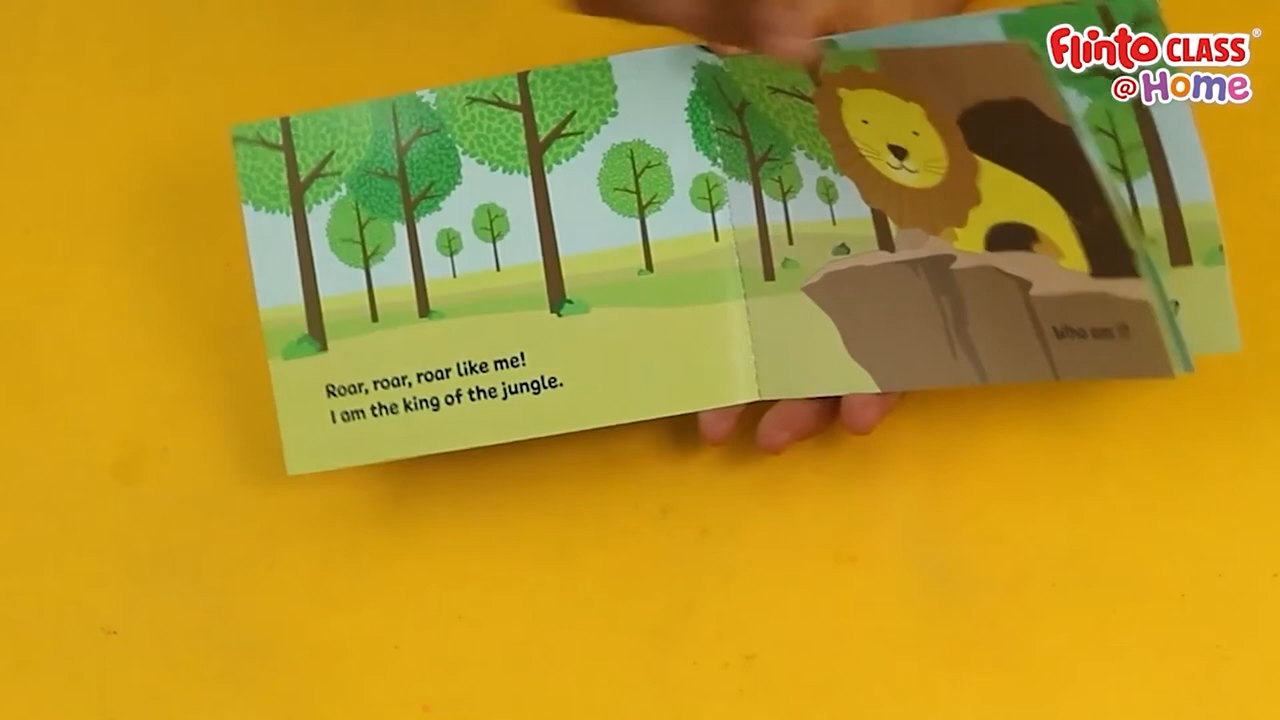 Flinto CLASS®
@Home
Roar, roar, roar like me!
I am the king of the jungle.
Who am I?